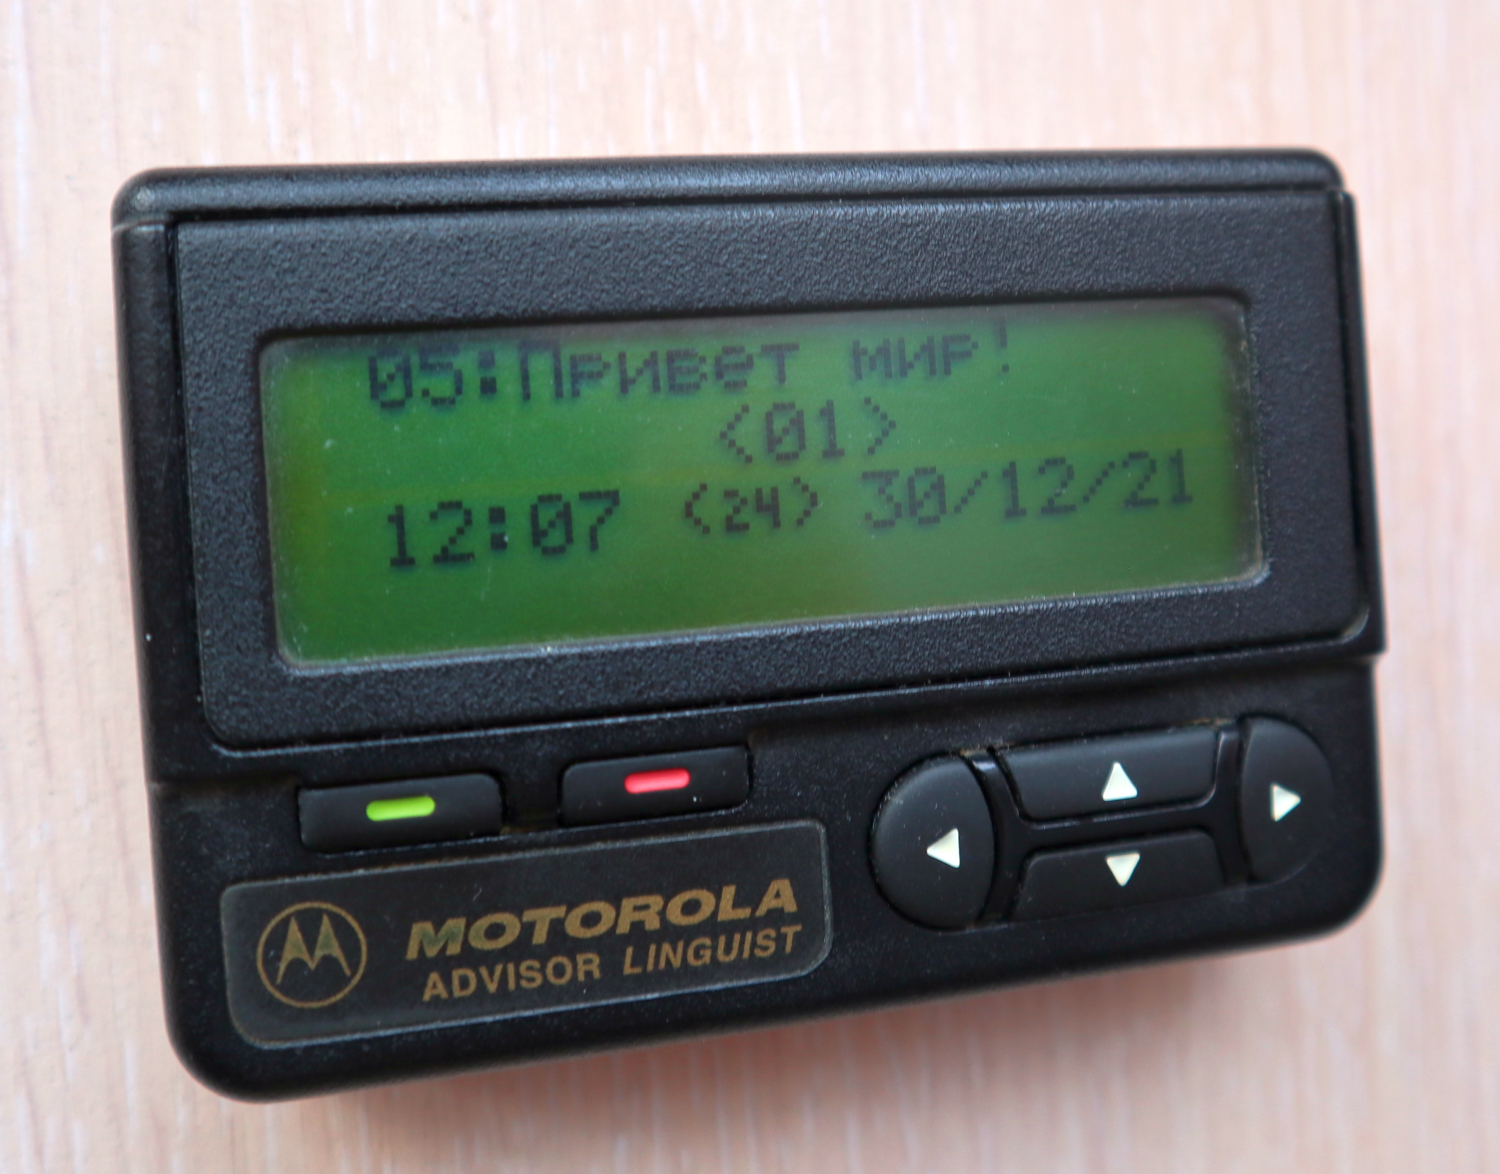 05:Привет мир!
<01>
12:07 <24> 30/12/21
MOTOROLA
ADVISOR LINGUIST